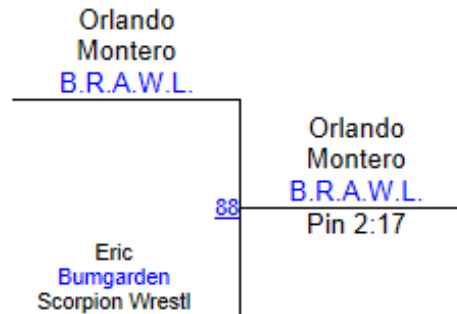 Orlando
Montero
B.R.A.W.L.
Orlando
Montero
B.R.A.W.L.
88
Pin 2:17
Eric
Bumgarden
Scorpion Wrestl